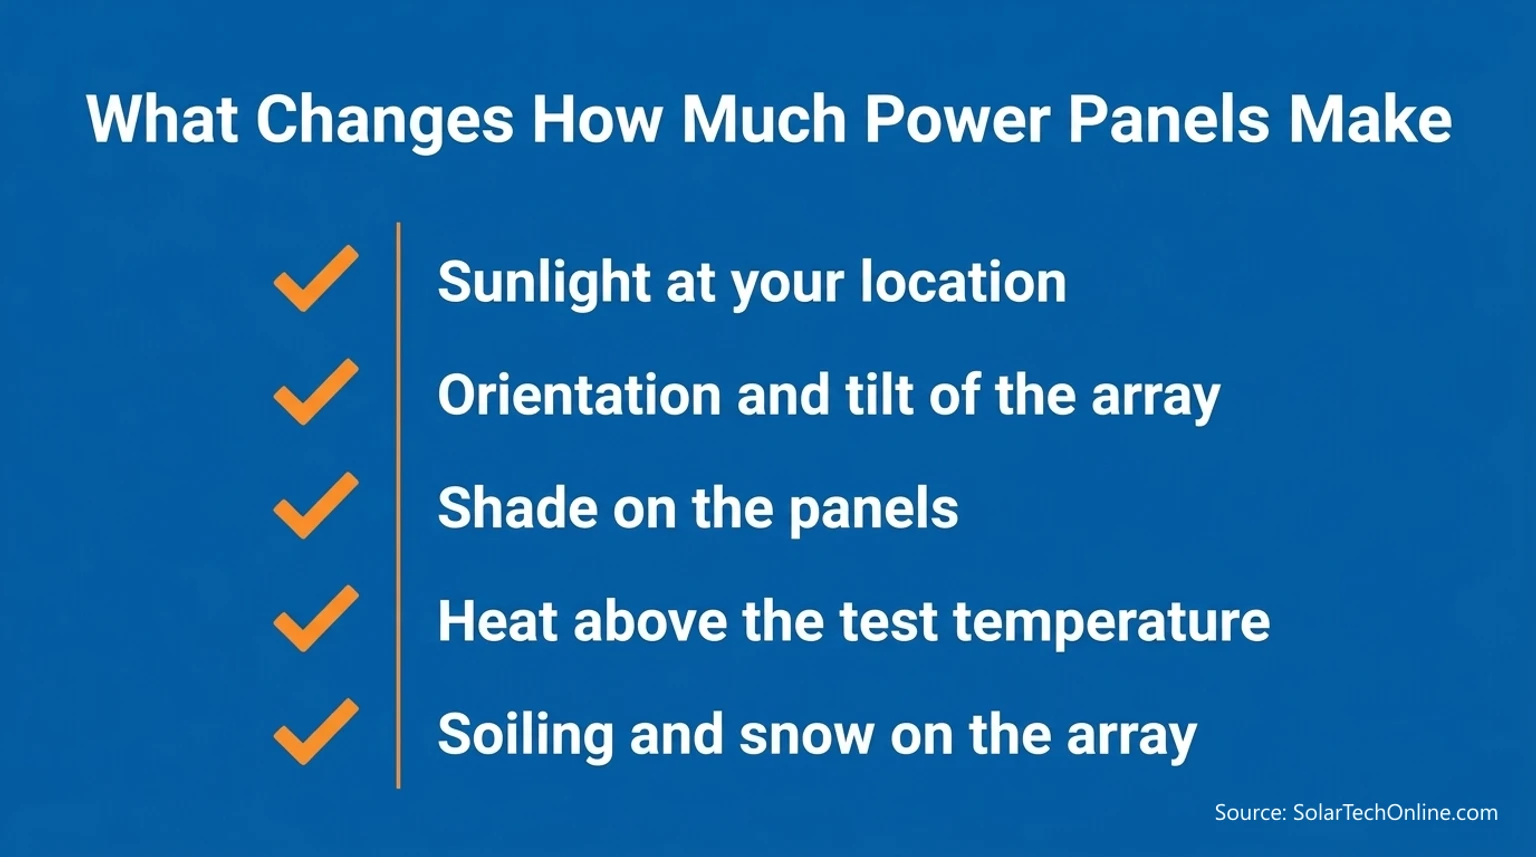 What Changes How Much Power Panels Make
Sunlight at your location
Orientation and tilt of the array
Shade on the panels
Heat above the test temperature
Soiling and snow on the array
Source: SolarTechOnline.com